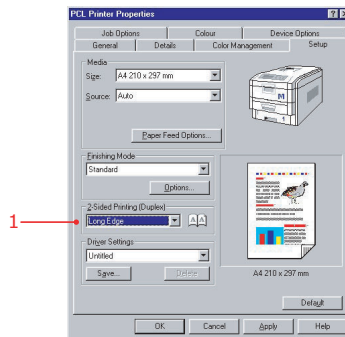 PCL Printer Properties
Job Options
Colour
Device Options
General
Details
Color Management
Setup
Media
Size:
A4 210 x 297 mm
Source:
Auto
Paper Feed Options...
Finishing Mode
Standard
Options...
1
2-Sided Printing (Duplex)
Long Edge
Driver Settings
Untitled
Save...
Delete
A4 210 x 297 mm
Default
OK
Cancel
Apply
Help